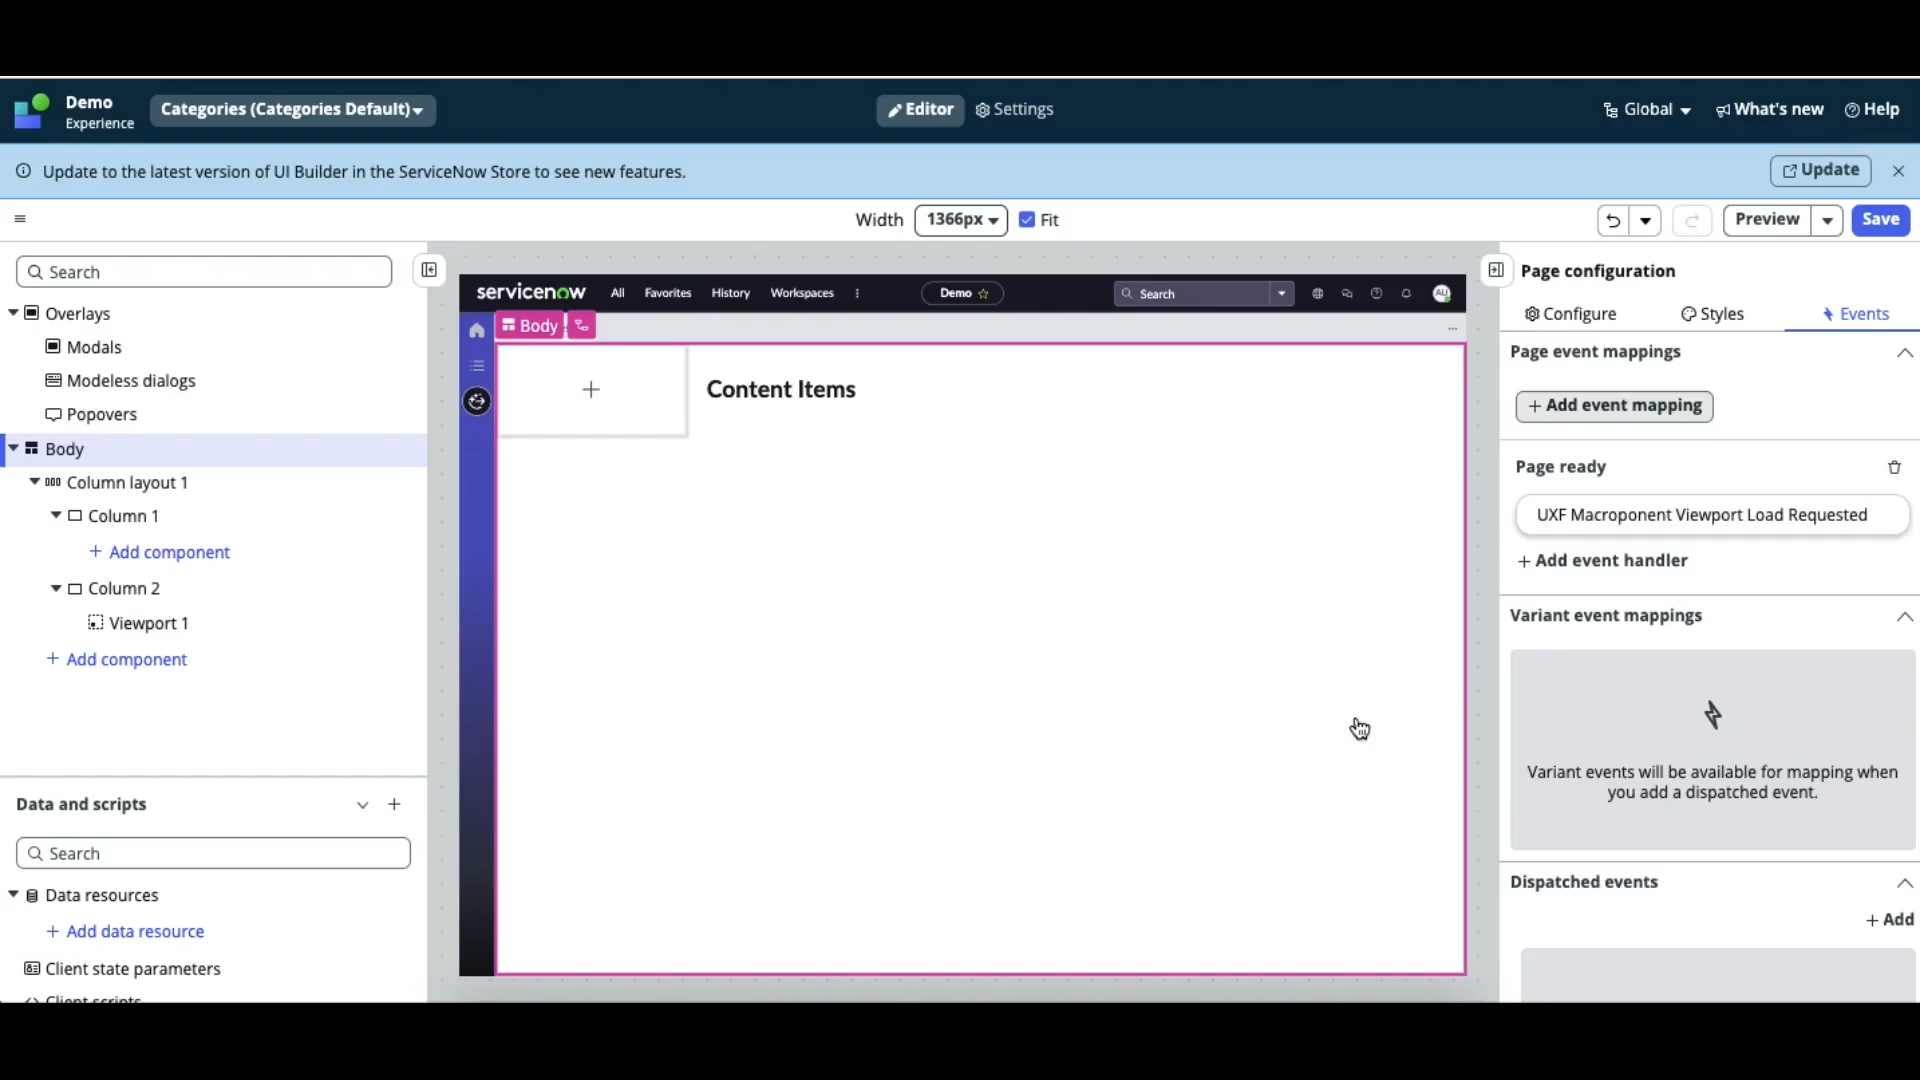 Demo
Experience
Categories (Categories Default)
Editor
Settings
Global
What's new
Help
Update to the latest version of UI Builder in the ServiceNow Store to see new features.
Update
Width
1366px
Fit
Preview
Save
Search
Overlays
Modals
Modeless dialogs
Popovers
Body
Column layout 1
Column 1
+ Add component
Column 2
Viewport 1
+ Add component
Data and scripts
Search
Data resources
+ Add data resource
Client state parameters
Client scripts
servicenow
All
Favorites
History
Workspaces
Demo
Search
AU
Body
Content Items
Page configuration
Configure
Styles
Events
Page event mappings
+ Add event mapping
Page ready
UXF Macroponent Viewport Load Requested
+ Add event handler
Variant event mappings
Variant events will be available for mapping when
you add a dispatched event.
Dispatched events
+ Add